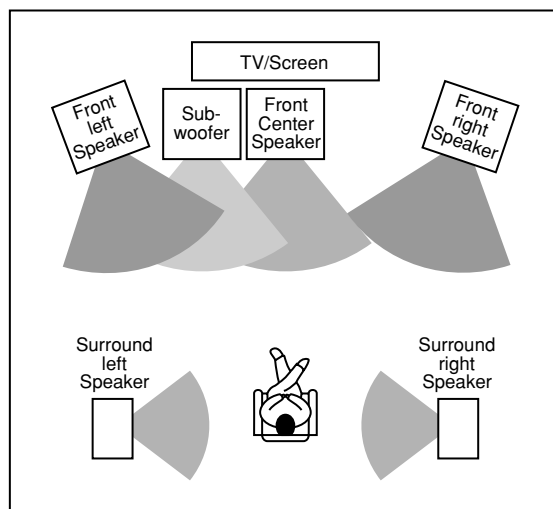 TV/Screen
Front
left
Speaker
Sub-
woofer
Front
Center
Speaker
Front
right
Speaker
Surround
left
Speaker
Surround
right
Speaker